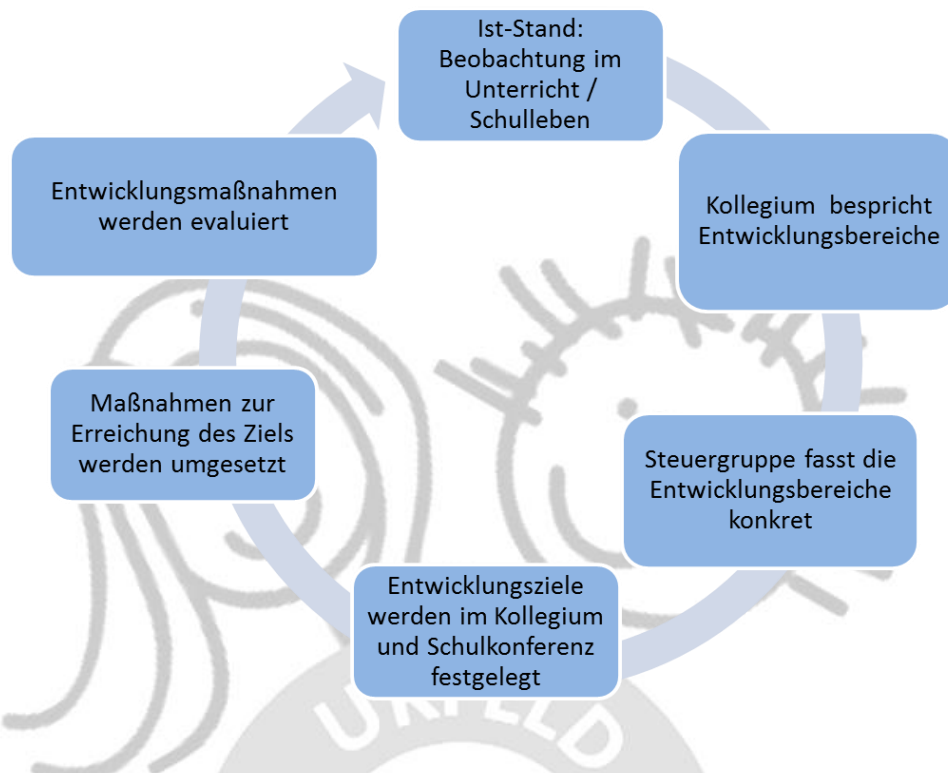 Ist-Stand:
Beobachtung im
Unterricht /
Schulleben
Kollegium bespricht
Entwicklungsbereiche
Steuergruppe fasst die
Entwicklungsbereiche
konkret
Entwicklungsziele
werden im Kollegium
und Schulkonferenz
festgelegt
Maßnahmen zur
Erreichung des Ziels
werden umgesetzt
Entwicklungsmaßnahmen
werden evaluiert
URFELD